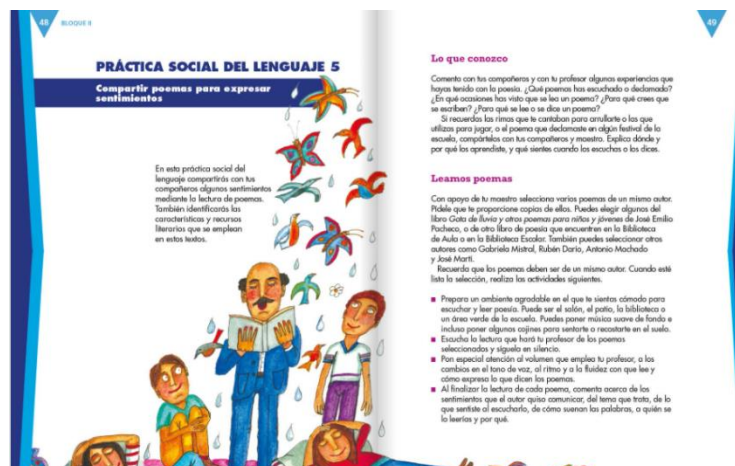 48
BLOQUE II
PRÁCTICA SOCIAL DEL LENGUAJE 5
Compartir poemas para expresar
sentimientos
En esta práctica social del
lenguaje compartirás con tus
compañeros algunos sentimientos
mediante la lectura de poemas.
También identificarás las
características y recursos
literarios que se emplean
en estos textos.
49
Lo que conozco
Comenta con tus compañeros y con tu profesor algunas experiencias que
hayas tenido con la poesía. ¿Qué poemas has escuchado o declamado?
¿En qué ocasiones has visto que se lea un poema? ¿Para qué crees que
se escriben? ¿Para qué se lee o se dice un poema?
Si recuerdas las rimas que te cantaban para arrullarte o las que
utilizas para jugar, o el poema que declamaste en algún festival de la
escuela, compártelos con tus compañeros y maestro. Explica dónde y
por qué los aprendiste, y qué sientes cuando los escuchas o los dices.
Leamos poemas
Con apoyo de tu maestro selecciona varios poemas de un mismo autor.
Pídele que te proporcione copias de ellos. Puedes elegir algunos del
libro Gota de lluvia y otros poemas para niños y jóvenes de José Emilio
Pacheco, o de otro libro de poesía que encuentren en la Biblioteca
de Aula o en la Biblioteca Escolar. También puedes seleccionar otros
autores como Gabriela Mistral, Rubén Darío, Antonio Machado
y José Martí.
Recuerda que los poemas deben ser de un mismo autor. Cuando esté
lista la selección, realiza las actividades siguientes.
Prepara un ambiente agradable en el que te sientas cómodo para
escuchar y leer poesía. Puede ser el salón, el patio, la biblioteca o
un área verde de la escuela. Puedes poner música suave de fondo e
incluso poner algunos cojines para sentarte o recostarte en el suelo.
Escucha la lectura que hará tu profesor de los poemas
seleccionados y síguela en silencio.
Pon especial atención al volumen que emplea tu profesor, a los
cambios en el tono de voz, al ritmo y a la fluidez con que lee y
cómo expresa lo que dicen los poemas.
Al finalizar la lectura de cada poema, comenta acerca de los
sentimientos que el autor quiso comunicar, del tema que trata, de lo
que sentiste al escucharlo, de cómo suenan las palabras, a quién se
lo leerías y por qué.